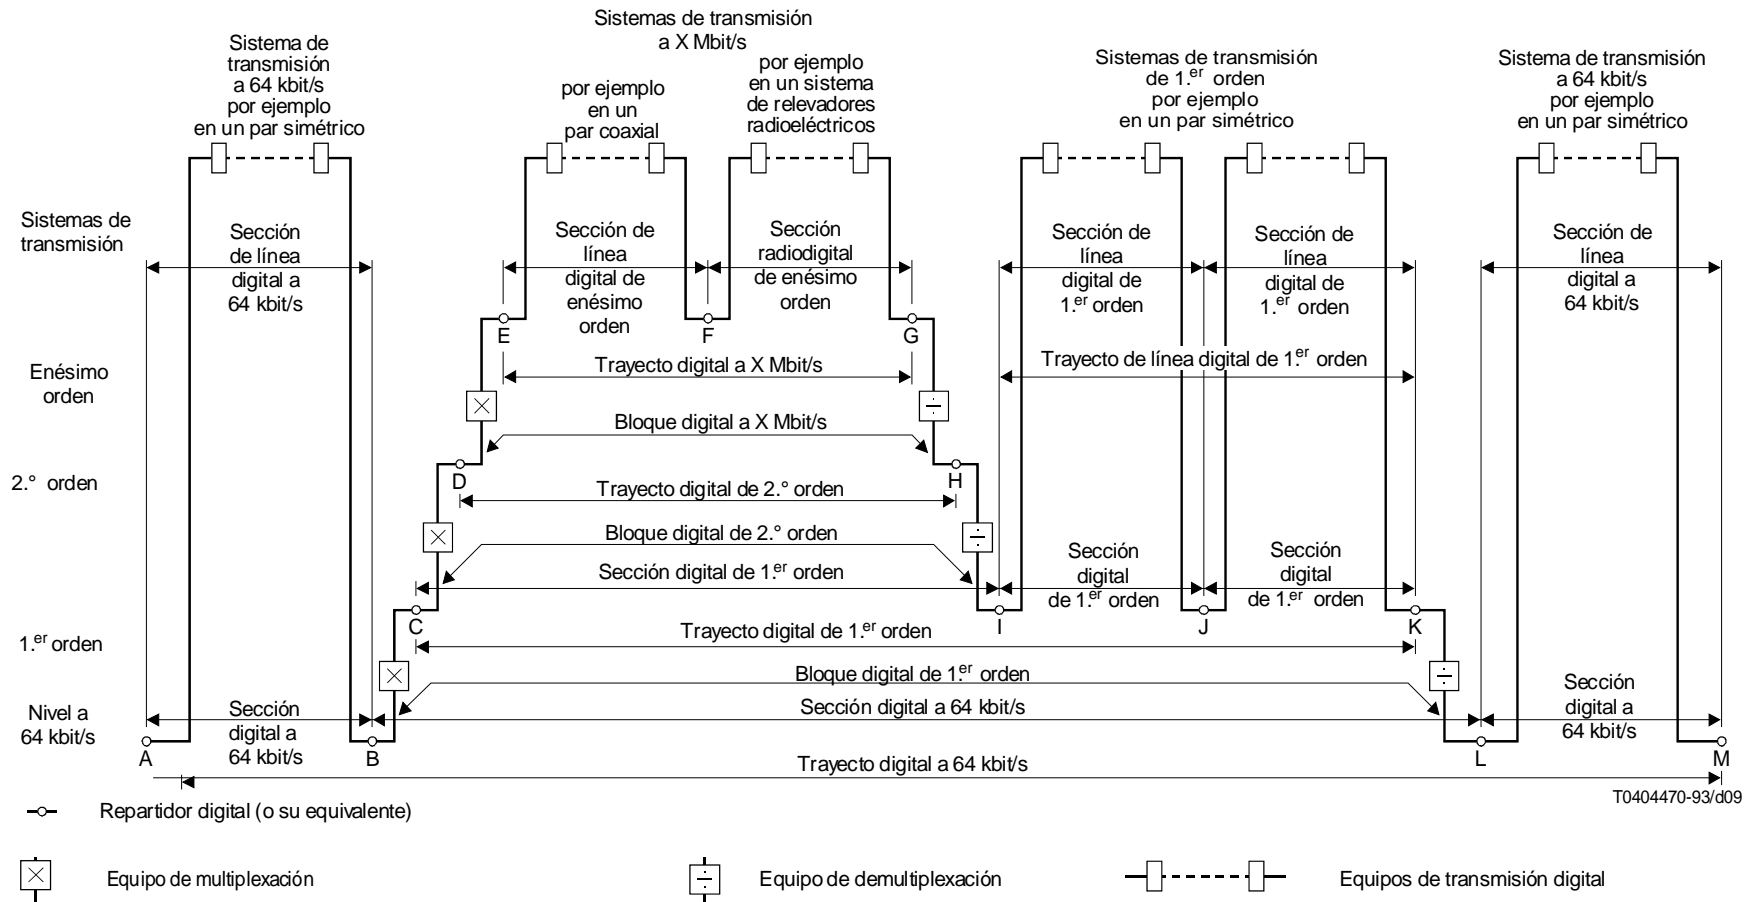 Sistemas de transmisión
a X Mbit/s
Sistema de
transmisión
a 64 kbit/s
por ejemplo
en un par simétrico
por ejemplo
en un
par coaxial
por ejemplo
en un sistema
de relevadores
radioeléctricos
Sistemas de transmisión
de 1.er orden
por ejemplo
en un par simétrico
Sistema de transmisión
a 64 kbit/s
por ejemplo
en un par simétrico
Sistemas de
transmisión
Sección
de línea
digital a
64 kbit/s
Sección de
línea
digital de
enésimo
orden
Sección
radiodigital
de enésimo
orden
Sección de
línea
digital de
1.er orden
Sección de
línea
digital de
1.er orden
Sección de
línea
digital a
64 kbit/s
E
F
G
Trayecto digital a X Mbit/s
Trayecto de línea digital de 1er orden
Enésimo
orden
Bloque digital a X Mbit/s
D
H
2.° orden
Trayecto digital de 2.° orden
Bloque digital de 2.° orden
Sección digital de 1.er orden
Sección
digital
de 1.er orden
Sección
digital
de 1.er orden
C
I
J
K
1.er orden
Trayecto digital de 1.er orden
Bloque digital de 1.er orden
Nivel a
64 kbit/s
Sección
digital a
64 kbit/s
Sección digital a 64 kbit/s
Sección
digital a
64 kbit/s
A
B
L
M
Trayecto digital a 64 kbit/s
T0404470-93/d09
Repartidor digital (o su equivalente)
Equipo de multiplexación
Equipo de demultiplexación
Equipos de transmisión digital